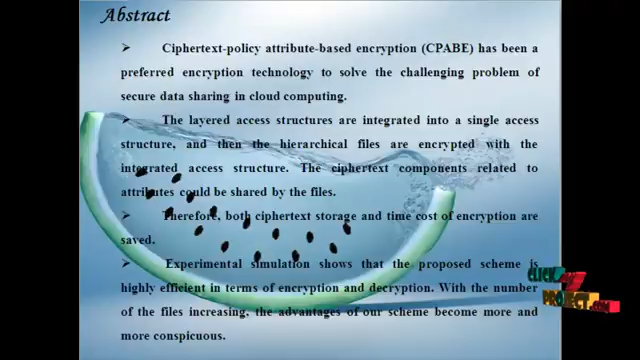 Abstract
➢ Ciphertext-policy attribute-based encryption (CPABE) has been a
preferred encryption technology to solve the challenging problem of
secure data sharing in cloud computing.
➢ The layered access structures are integrated into a single access
structure, and then the hierarchical files are encrypted with the
integrated access structure. The ciphertext components related to
attributes could be shared by the files.
➢ Therefore, both ciphertext storage and time cost of encryption are
saved.
➢ Experimental simulation shows that the proposed scheme is
highly efficient in terms of encryption and decryption. With the number
of the files increasing, the advantages of our scheme become more and
more conspicuous.
CLICK MY
PROJECT.COM